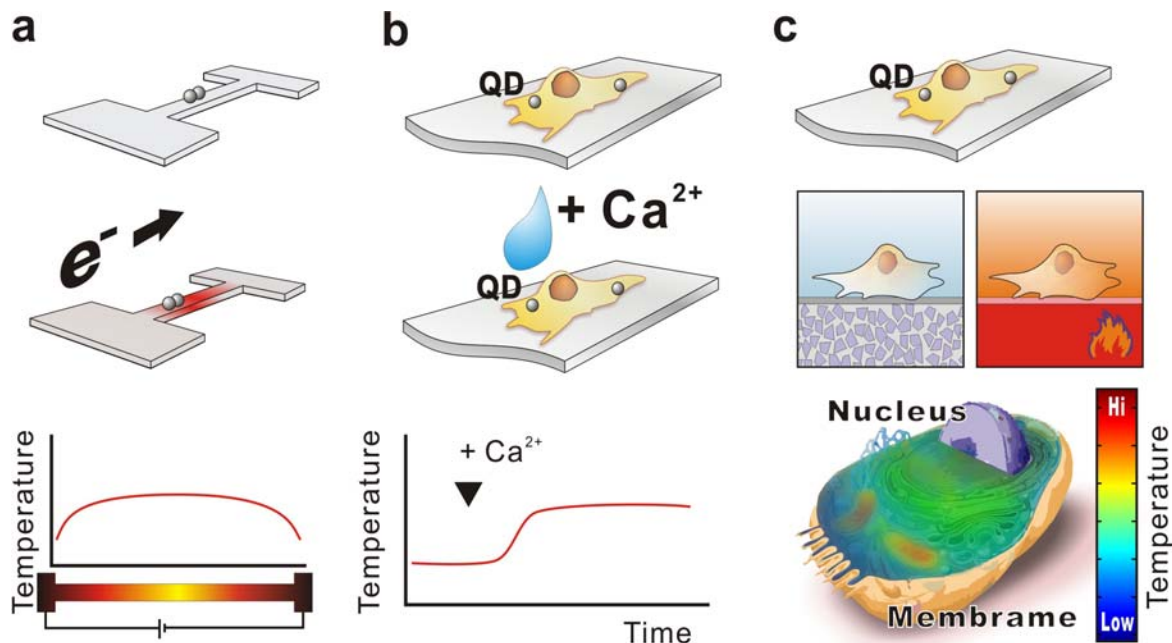 a
b
c
QD
QD
e⁻
+ Ca²⁺
QD
Nucleus
Membrame
Hi
Low
Temperature
Temperature
Temperature
+ Ca²⁺
Time